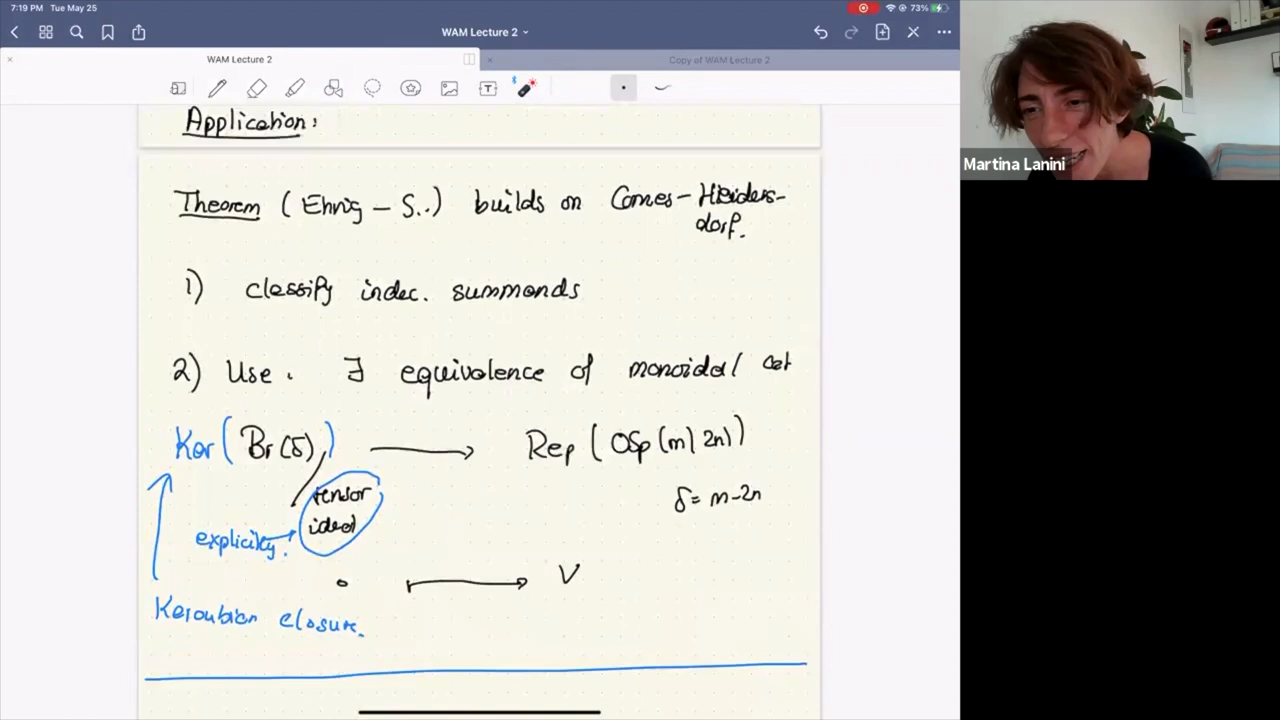 7:19 PM Tue May 25
73%
WAM Lecture 2
WAM Lecture 2
Copy of WAM Lecture 2
Application:
Theorem (Ehrig - S..) builds on Comes - Heiders-
dorf.
1) classify indec. summands
2) Use. ∃ equivalence of monoidal cat
Kar( Br(δ) / ) ⟶ Rep ( OSp (m|2n))
tensor
ideal
δ = m-2n
explicitly.
∘ ⟼ V
Karoubian closure.
Martina Lanini